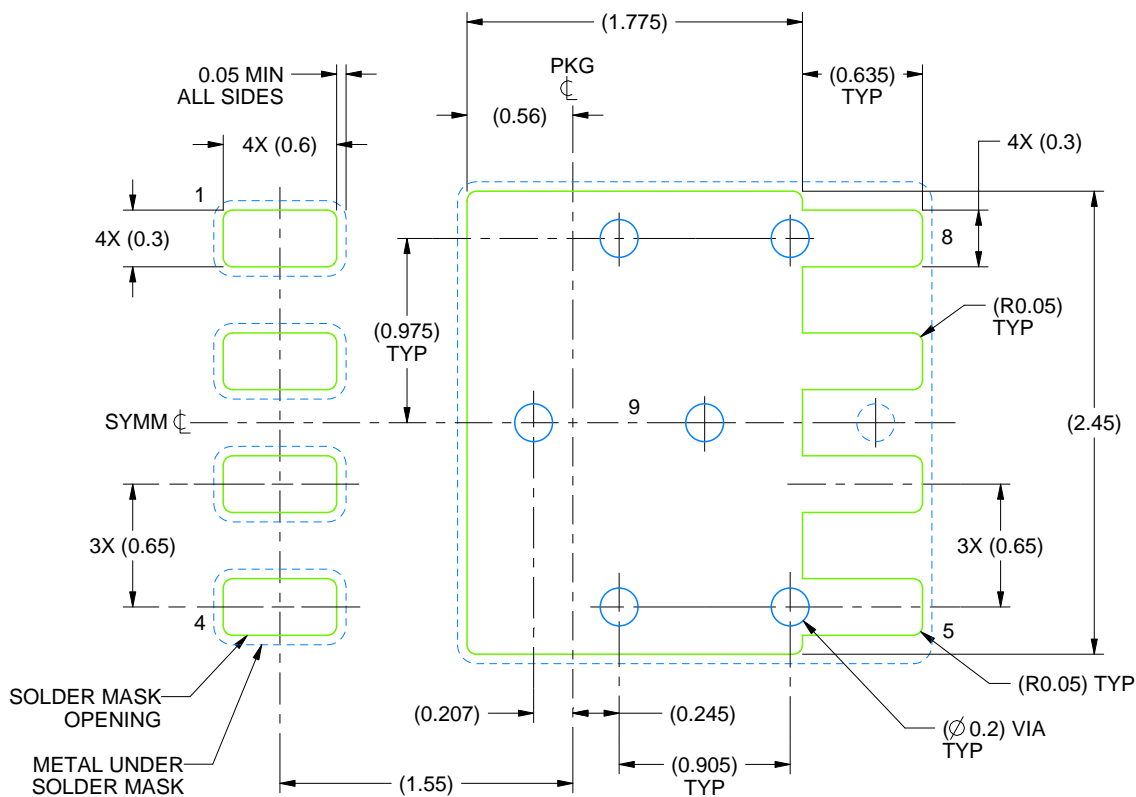 (1.775)
0.05 MIN
ALL SIDES
PKG
℄
(0.635)
TYP
(0.56)
4X (0.6)
4X (0.3)
1
4X (0.3)
8
(0.975)
TYP
(R0.05)
TYP
SYMM ℄
9
(2.45)
3X (0.65)
3X (0.65)
4
5
SOLDER MASK
OPENING
(R0.05) TYP
(0.207)
(0.245)
(∅ 0.2) VIA
TYP
METAL UNDER
SOLDER MASK
(1.55)
(0.905)
TYP